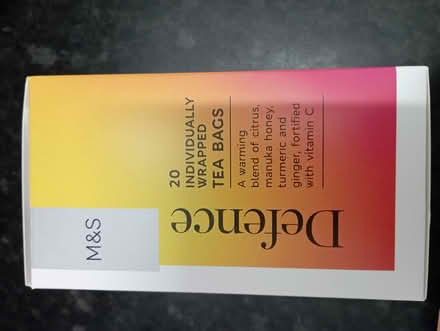 M&S
Defence
20
INDIVIDUALLY
WRAPPED
TEA BAGS
A warming
blend of citrus,
manuka honey,
turmeric and
ginger, fortified
with vitamin C